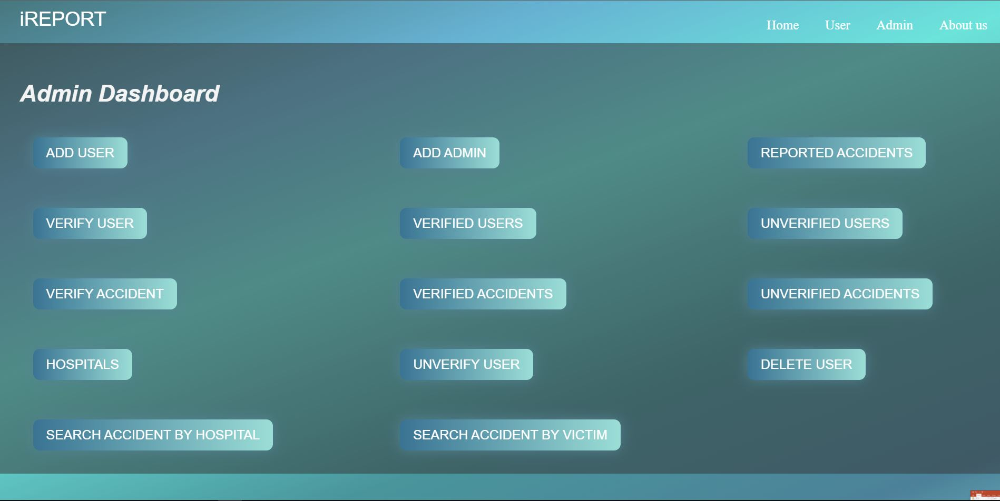 iREPORT
Home User Admin About us
Admin Dashboard
ADD USER ADD ADMIN REPORTED ACCIDENTS
VERIFY USER VERIFIED USERS UNVERIFIED USERS
VERIFY ACCIDENT VERIFIED ACCIDENTS UNVERIFIED ACCIDENTS
HOSPITALS UNVERIFY USER DELETE USER
SEARCH ACCIDENT BY HOSPITAL SEARCH ACCIDENT BY VICTIM